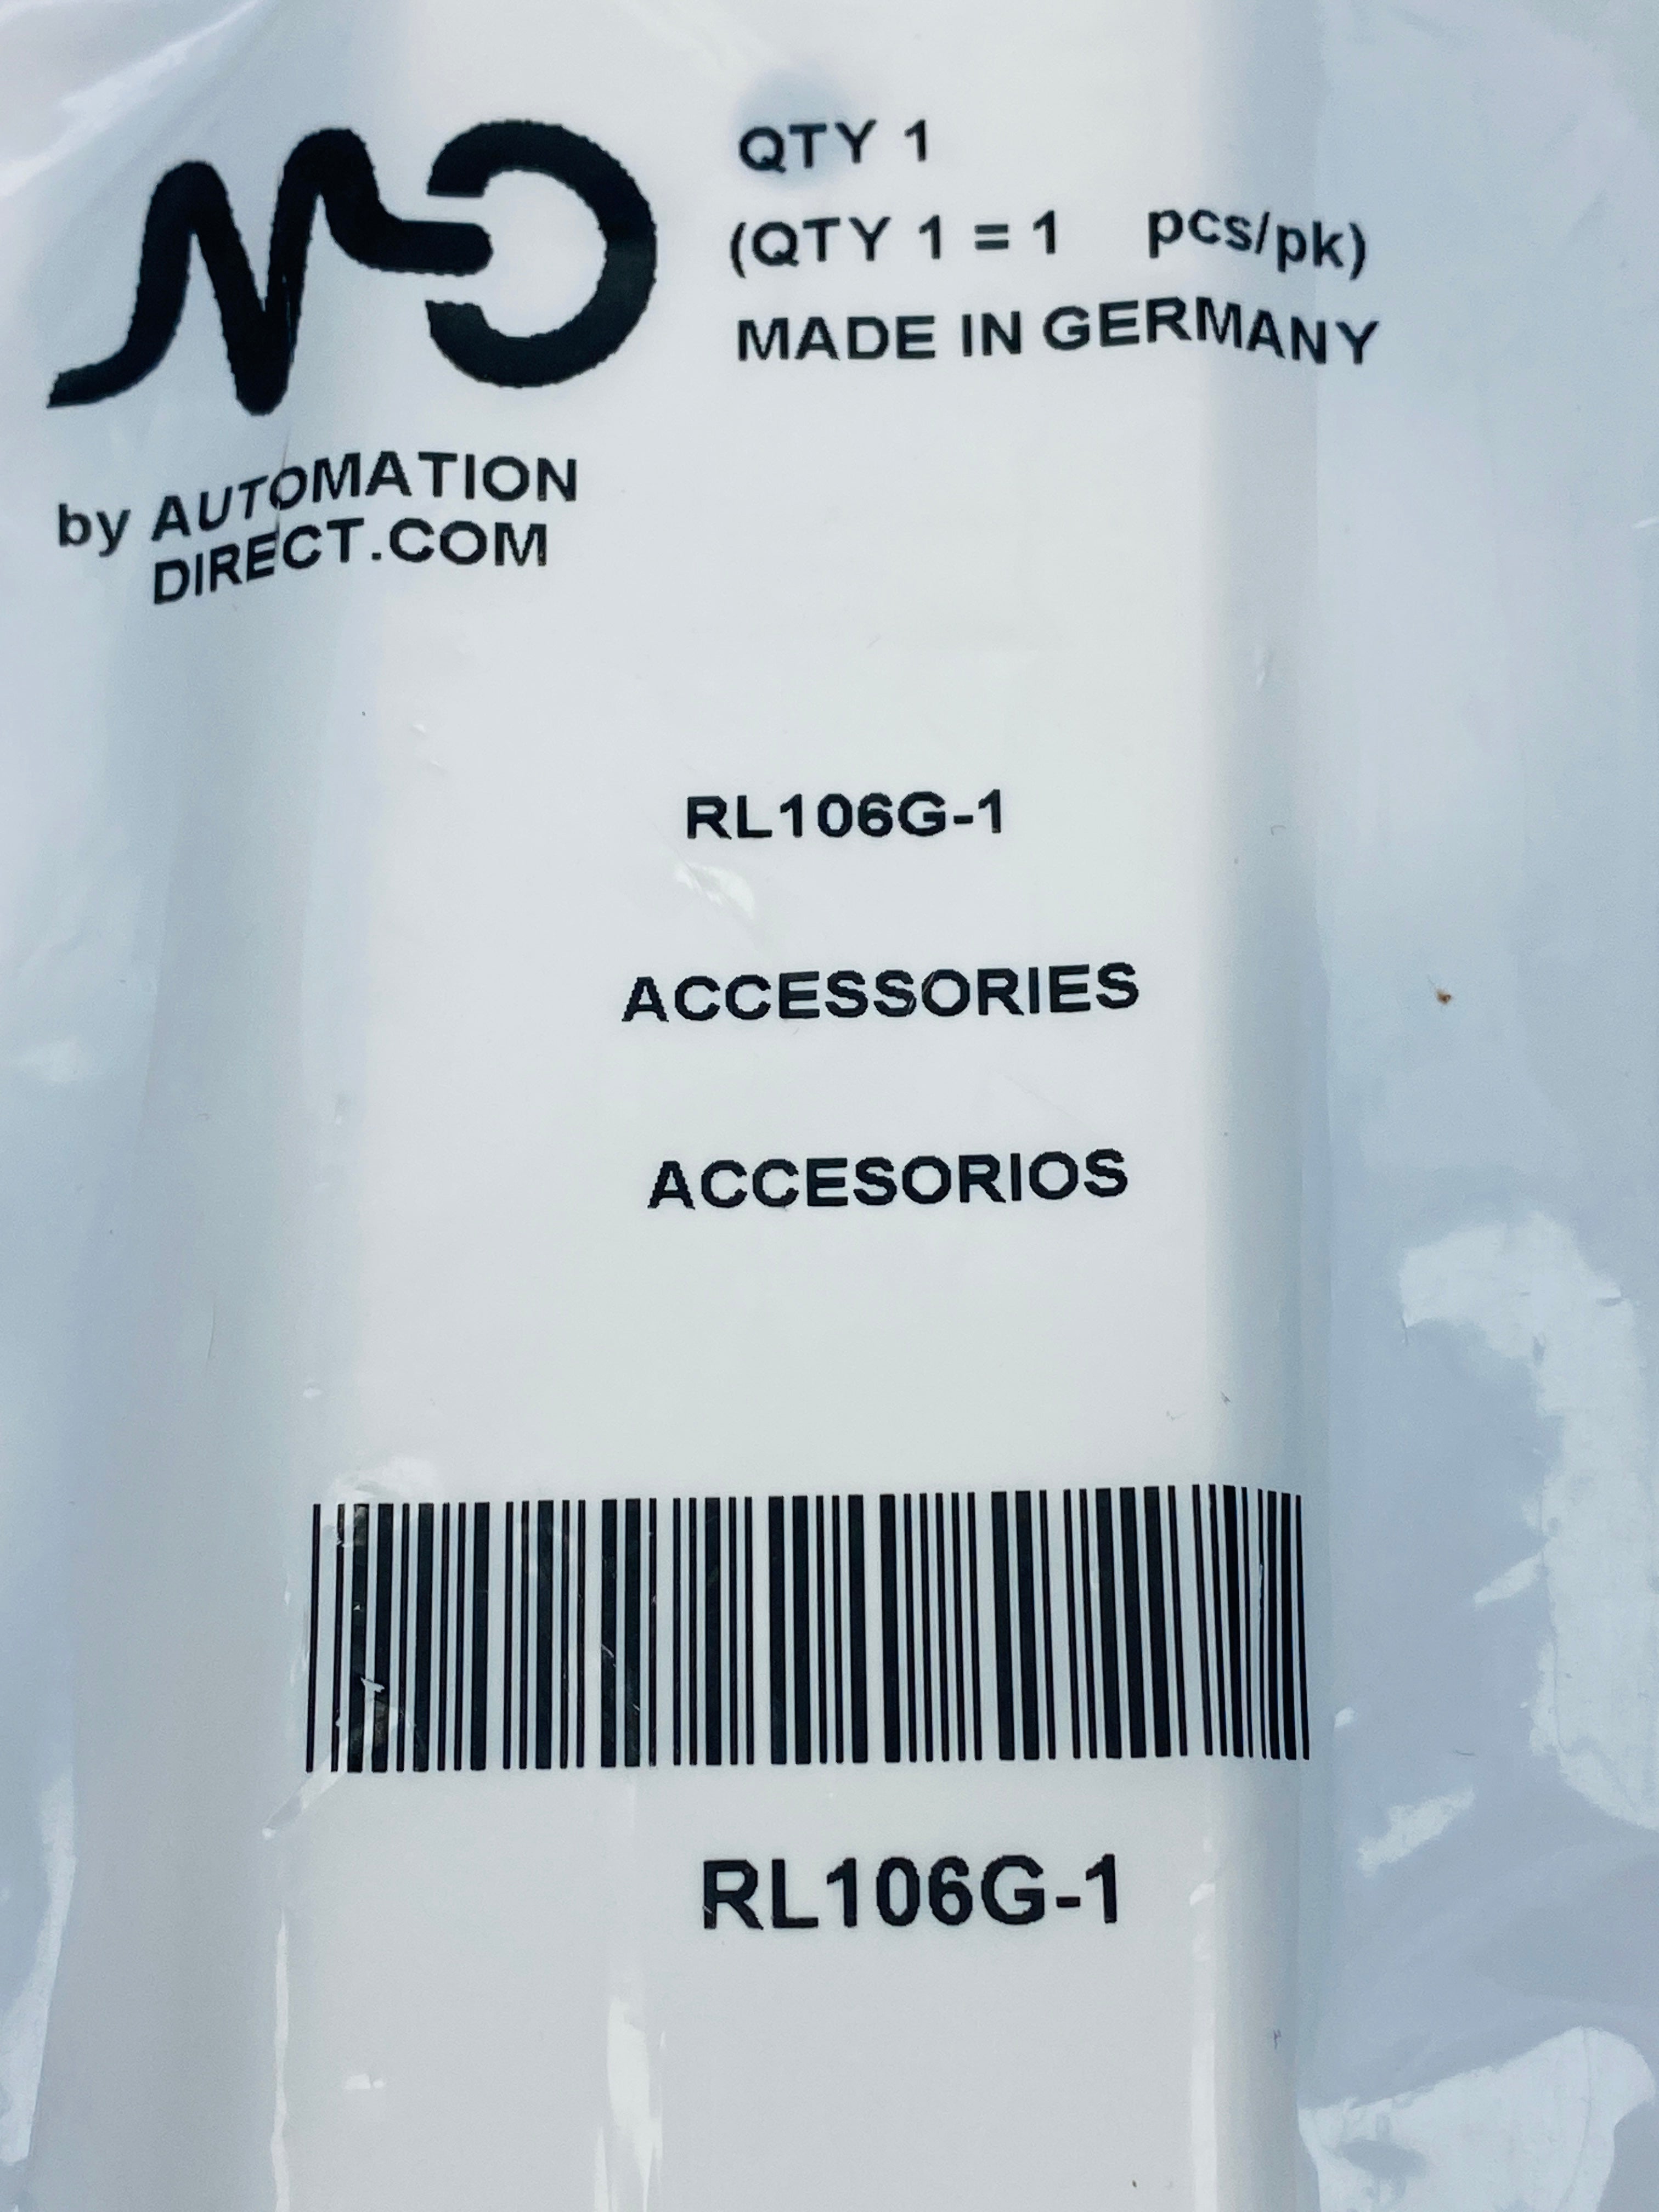 QTY 1
(QTY 1 = 1 pcs/pk)
MADE IN GERMANY
by AUTOMATION
DIRECT.COM
RL106G-1
ACCESSORIES
ACCESORIOS
RL106G-1